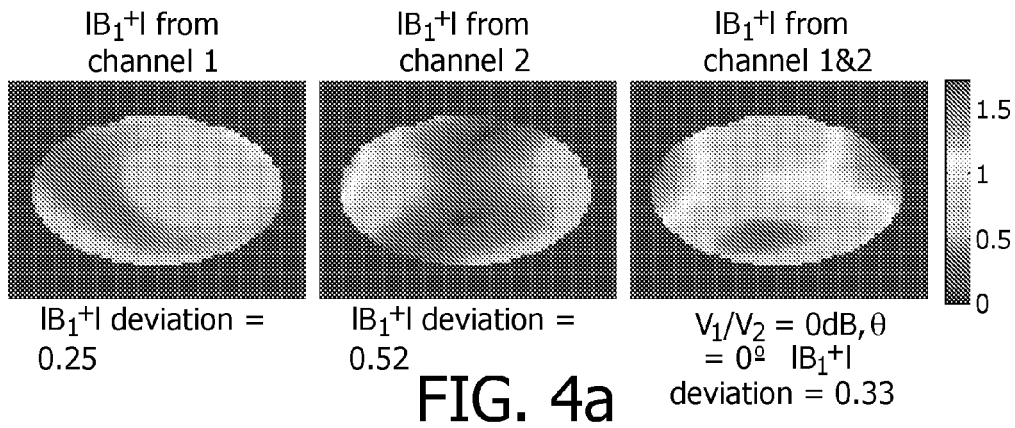 |B₁⁺| from
channel 1
|B₁⁺| from
channel 2
|B₁⁺| from
channel 1&2
1.5
1
0.5
0
|B₁⁺| deviation =
0.25
|B₁⁺| deviation =
0.52
V₁/V₂ = 0dB, θ
= 0º |B₁⁺|
deviation = 0.33
FIG. 4a